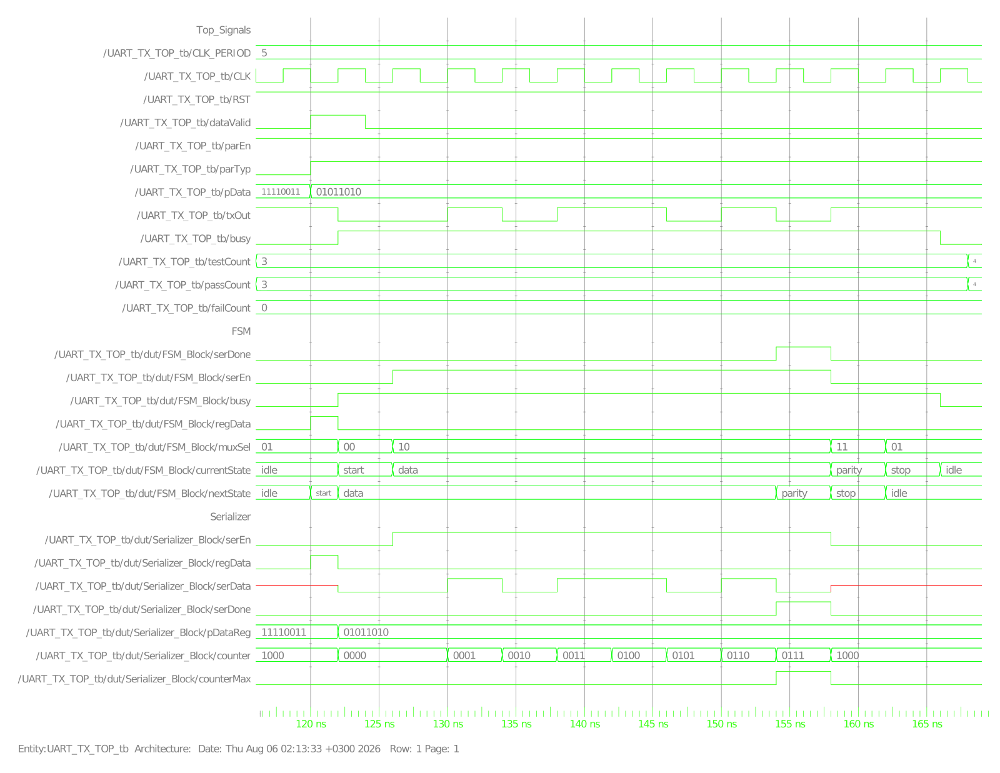 Top_Signals
/UART_TX_TOP_tb/CLK_PERIOD 5
/UART_TX_TOP_tb/CLK
/UART_TX_TOP_tb/RST
/UART_TX_TOP_tb/dataValid
/UART_TX_TOP_tb/parEn
/UART_TX_TOP_tb/parTyp
/UART_TX_TOP_tb/pData 11110011 01011010
/UART_TX_TOP_tb/txOut
/UART_TX_TOP_tb/busy
/UART_TX_TOP_tb/testCount 3 4
/UART_TX_TOP_tb/passCount 3 4
/UART_TX_TOP_tb/failCount 0
FSM
/UART_TX_TOP_tb/dut/FSM_Block/serDone
/UART_TX_TOP_tb/dut/FSM_Block/serEn
/UART_TX_TOP_tb/dut/FSM_Block/busy
/UART_TX_TOP_tb/dut/FSM_Block/regData
/UART_TX_TOP_tb/dut/FSM_Block/muxSel 01 00 10 11 01
/UART_TX_TOP_tb/dut/FSM_Block/currentState idle start data parity stop idle
/UART_TX_TOP_tb/dut/FSM_Block/nextState idle start data parity stop idle
Serializer
/UART_TX_TOP_tb/dut/Serializer_Block/serEn
/UART_TX_TOP_tb/dut/Serializer_Block/regData
/UART_TX_TOP_tb/dut/Serializer_Block/serData
/UART_TX_TOP_tb/dut/Serializer_Block/serDone
/UART_TX_TOP_tb/dut/Serializer_Block/pDataReg 11110011 01011010
/UART_TX_TOP_tb/dut/Serializer_Block/counter 1000 0000 0001 0010 0011 0100 0101 0110 0111 1000
/UART_TX_TOP_tb/dut/Serializer_Block/counterMax
120 ns 125 ns 130 ns 135 ns 140 ns 145 ns 150 ns 155 ns 160 ns 165 ns
Entity:UART_TX_TOP_tb Architecture: Date: Thu Aug 06 02:13:33 +0300 2026 Row: 1 Page: 1